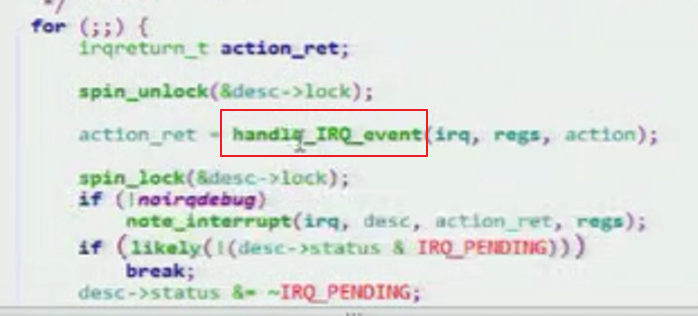 */
for (;;) {
irqreturn_t action_ret;
spin_unlock(&desc->lock);
action_ret = handle_IRQ_event(irq, regs, action);
spin_lock(&desc->lock);
if (!noirqdebug)
note_interrupt(irq, desc, action_ret, regs);
if (likely(!(desc->status & IRQ_PENDING)))
break;
desc->status &= ~IRQ_PENDING;